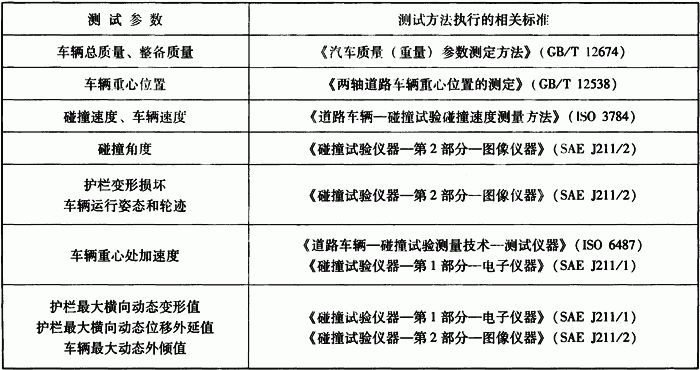 测试参数 测试方法执行的相关标准
车辆总质量、整备质量 《汽车质量（重量）参数测定方法》（GB/T 12674）
车辆重心位置 《两轴道路车辆重心位置的测定》（GB/T 12538）
碰撞速度、车辆速度 《道路车辆—碰撞试验碰撞速度测量方法》（ISO 3784）
碰撞角度 《碰撞试验仪器—第2部分—图像仪器》（SAE J211/2）
护栏变形损坏
车辆运行姿态和轮迹
《碰撞试验仪器—第2部分—图像仪器》（SAE J211/2）
车辆重心处加速度
《道路车辆—碰撞试验测量技术—测试仪器》（ISO 6487）
《碰撞试验仪器—第1部分—电子仪器》（SAE J211/1）
护栏最大横向动态变形值
护栏最大横向动态位移外延值
车辆最大动态外倾值
《碰撞试验仪器—第1部分—电子仪器》（SAE J211/1）
《碰撞试验仪器—第2部分—图像仪器》（SAE J211/2）